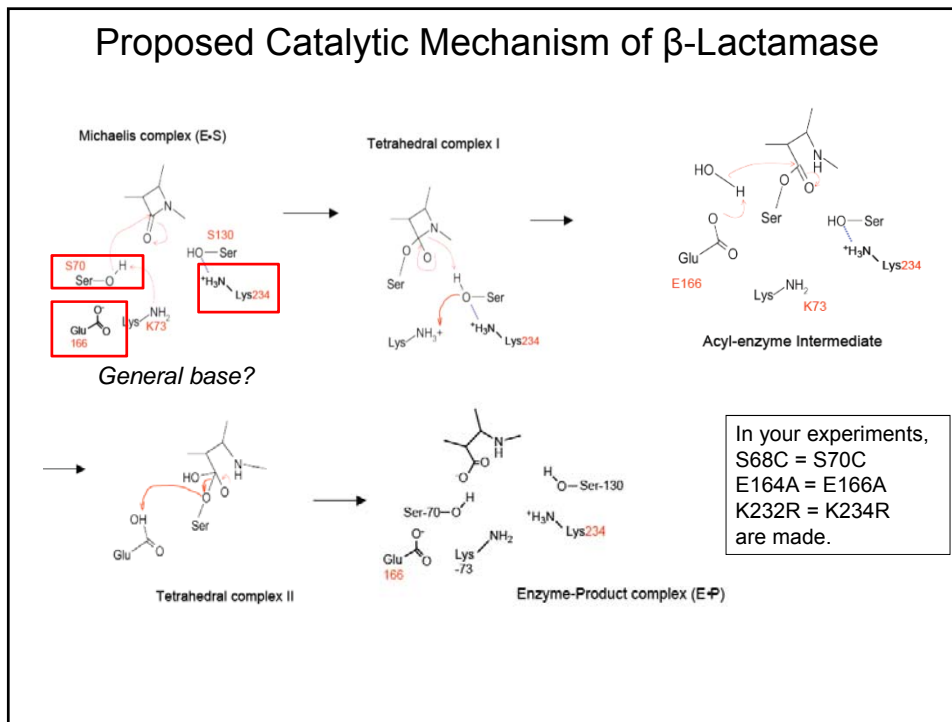 Proposed Catalytic Mechanism of β-Lactamase
Michaelis complex (E•S)
N
O
S130
HO—Ser
S70
H
Ser—O
⁺H₃N
Lys234
O⁻
Glu
166
O
Lys
NH₂
K73
General base?
Tetrahedral complex I
N
O
O
Ser
H
O—Ser
Lys—NH₃⁺
⁺H₃N
Lys234
HO
H
N
H
O
O
Ser
O
O
E166
HO—Ser
⁺H₃N
Lys234
Lys—NH₂
K73
Acyl-enzyme Intermediate
HO
N
H
O
O
Ser
OH
O
Glu
Tetrahedral complex II
N
H
O
⁻O
H
O—Ser-130
Ser-70—O
H
O⁻
Glu
166
O
NH₂
Lys
-73
⁺H₃N
Lys234
Enzyme-Product complex (E•P)
In your experiments,
S68C = S70C
E164A = E166A
K232R = K234R
are made.